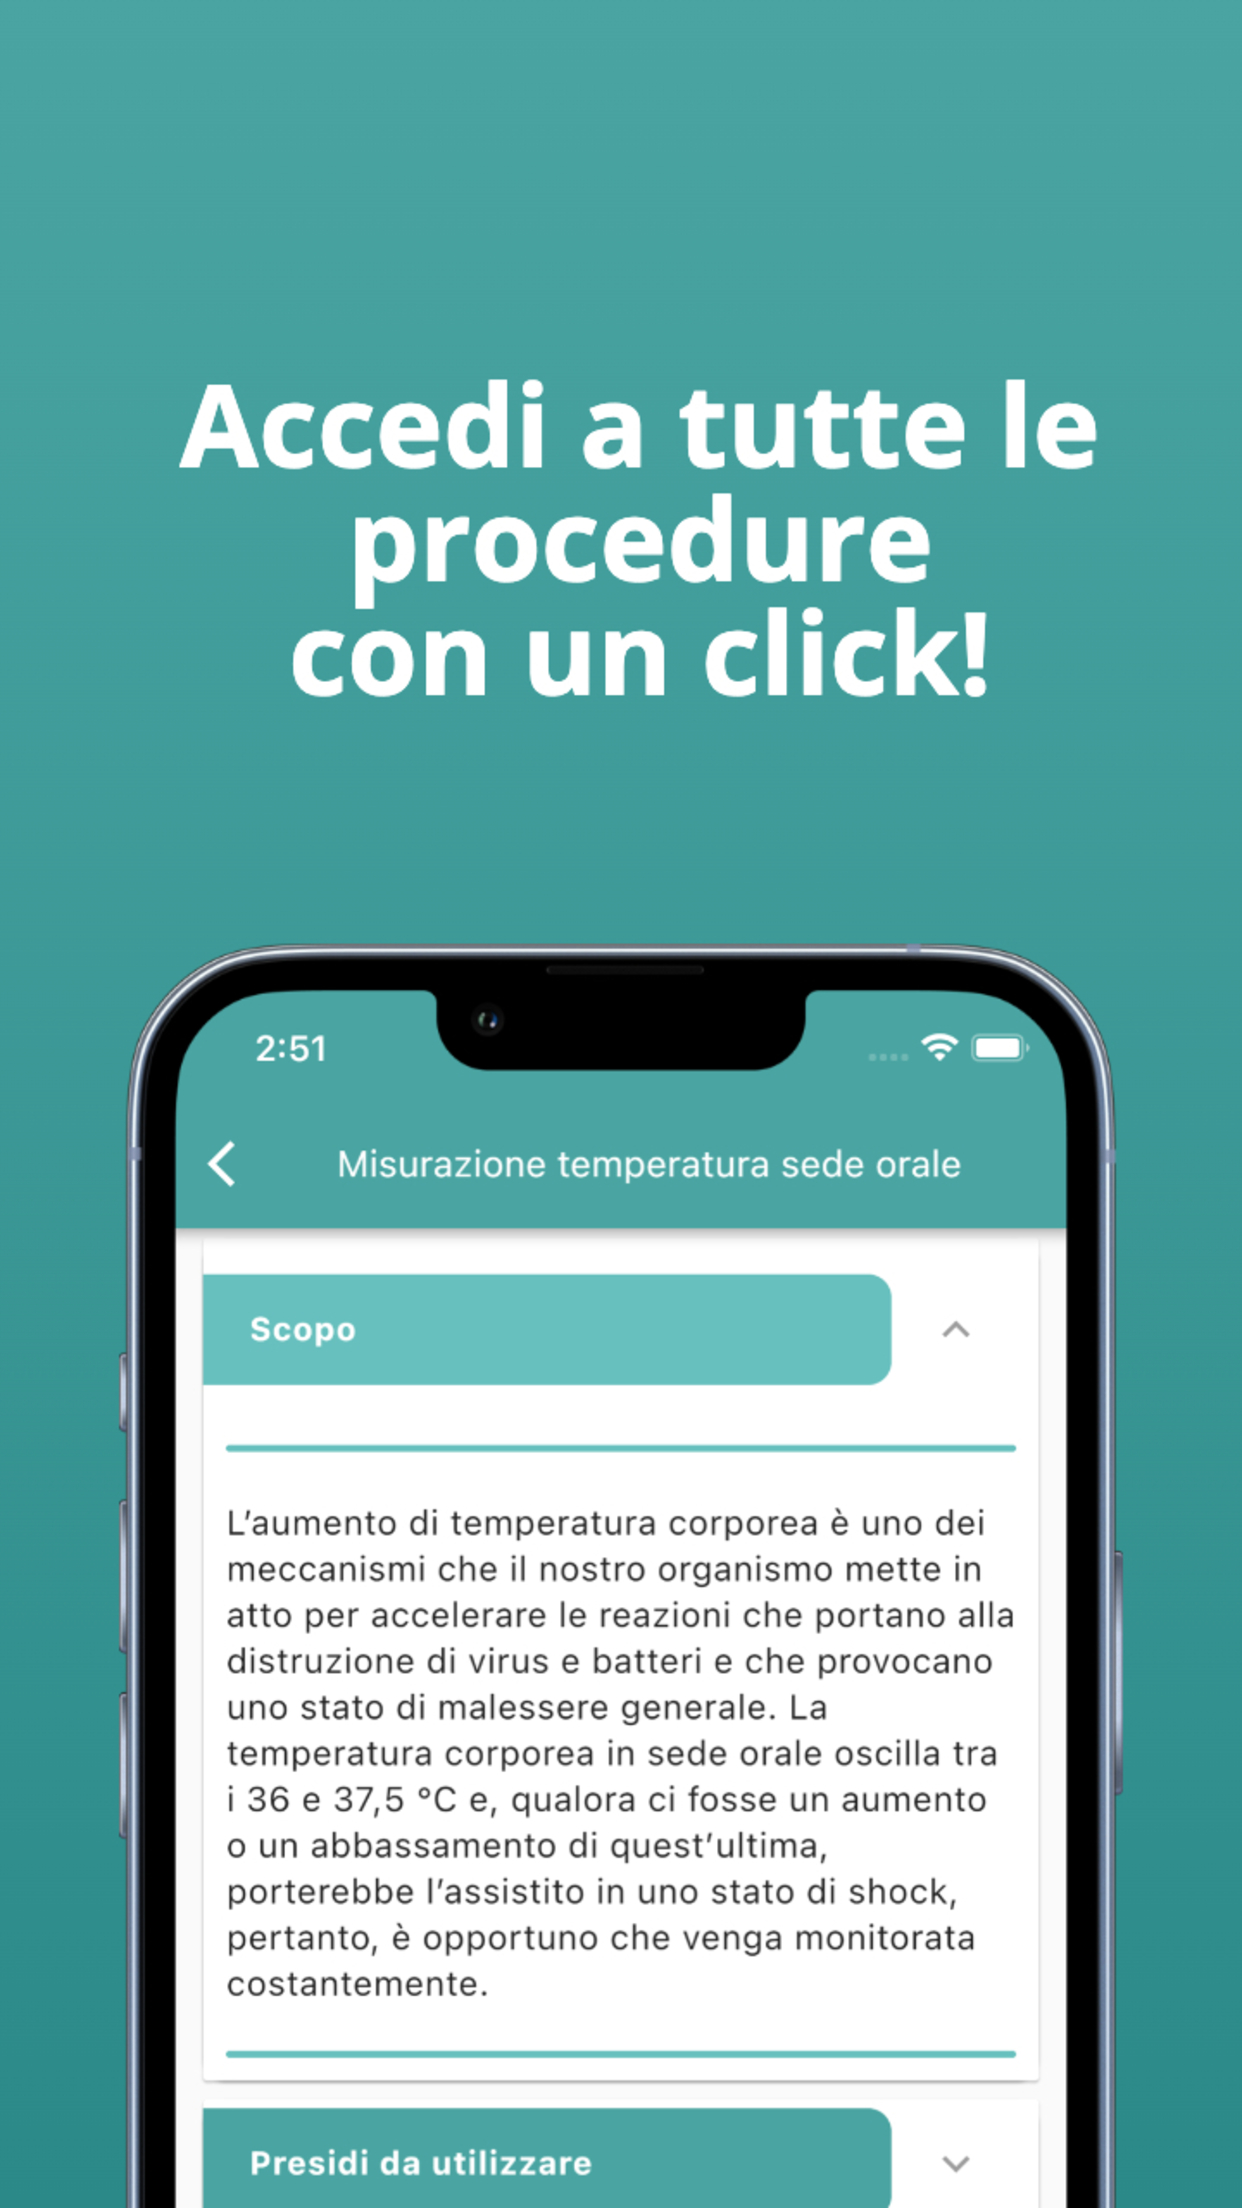 Accedi a tutte le
procedure
con un click!
2:51
Misurazione temperatura sede orale
Scopo
L'aumento di temperatura corporea è uno dei
meccanismi che il nostro organismo mette in
atto per accelerare le reazioni che portano alla
distruzione di virus e batteri e che provocano
uno stato di malessere generale. La
temperatura corporea in sede orale oscilla tra
i 36 e 37,5 °C e, qualora ci fosse un aumento
o un abbassamento di quest'ultima,
porterebbe l'assistito in uno stato di shock,
pertanto, è opportuno che venga monitorata
costantemente.
Presidi da utilizzare